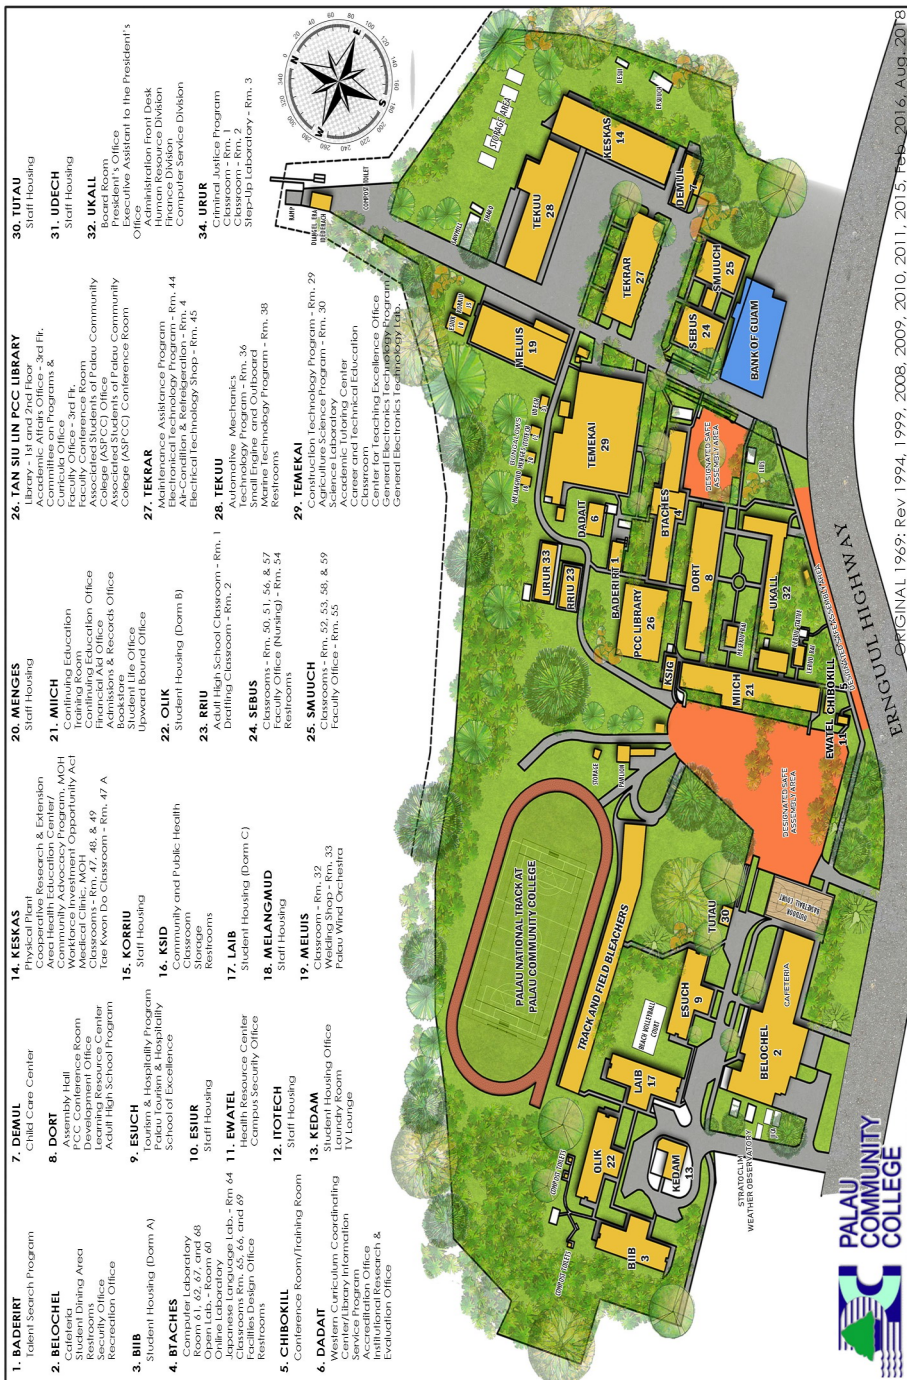 1. BADERIRT
Talent Search Program
2. BELOCHEL
Cafeteria
Student Dining Area
Restrooms
Security Office
Recreation Office
3. BIIB
Student Housing (Dorm A)
4. BTACHES
Computer Laboratory
Room 61, 62, 67, and 68
Open Lab. - Room 60
Online Laboratory
Japanese Language Lab. - Rm 64
Classrooms Rm. 65, 66, and 69
Facilities Design Office
Restrooms
5. CHIBOKILL
Conference Room/Training Room
6. DADAIT
Western Curriculum Coordinating
Center/Library Information
Service Program
Accreditation Office
Institutional Research &
Evaluation Office
7. DEMUL
Child Care Center
8. DORT
Assembly Hall
PCC Conference Room
Development Office
Learning Resource Center
Adult High School Program
9. ESUCH
Tourism & Hospitality Program
Palau Tourism & Hospitality
School of Excellence
10. ESIUR
Staff Housing
11. EWATEL
Health Resource Center
Campus Security Office
12. ITOTECH
Staff Housing
13. KEDAM
Student Housing Office
Laundry Room
TV Lounge
14. KESKAS
Physical Plant
Cooperative Research & Extension
Area Health Education Center/
Community Advocacy Program, MOH
Workforce Investment Opportunity Act
Medical Clinic, MOH
Classrooms - Rm. 47, 48, & 49
Tae Kwon Do Classroom - Rm. 47 A
15. KORRIU
Staff Housing
16. KSID
Community and Public Health
Classroom
Storage
Restrooms
17. LAIB
Student Housing (Dorm C)
18. MELANGMUD
Staff Housing
19. MELUIS
Classroom - Rm. 32
Welding Shop - Rm. 33
Palau Wind Orchestra
20. MENGES
Staff Housing
21. MIICH
Continuing Education
Training Room
Continuing Education Office
Financial Aid Office
Admissions & Records Office
Bookstore
Student Life Office
Upward Bound Office
22. OLIK
Student Housing (Dorm B)
23. RRIU
Adult High School Classroom - Rm. 1
Drafting Classroom - Rm. 2
24. SEBUS
Classrooms - Rm. 50, 51, 56, & 57
Faculty Office (Nursing) - Rm. 54
Restrooms
25. SMUUCH
Classrooms - Rm. 52, 53, 58, & 59
Faculty Office - Rm. 55
26. TAN SIU LIN PCC LIBRARY
Library - 1st and 2nd Floor
Academic Affairs Office - 3rd Flr.
Committee on Programs &
Curricula Office
Faculty Office - 3rd Flr.
Faculty Conference Room
Associated Students of Palau Community
College (ASPCC) Office
Associated Students of Palau Community
College (ASPCC) Conference Room
27. TEKRAR
Maintenance Assistance Program
Electronical Technology Program - Rm. 44
Air-Condition & Refreigeration - Rm. 4
Electrical Technology Shop - Rm. 45
28. TEKUU
Automotive Mechanics
Technology Program - Rm. 36
Small Engine and Outboard
Marine Technology Program - Rm. 38
Restrooms
29. TEMEKAI
Construction Technology Program - Rm. 29
Agriculture Science Program - Rm. 30
Science Laboratory
Academic Tutoring Center
Career and Technical Education
Classroom
Center for Teaching Excellence Office
General Electronics Technology Program
General Electronics Technology Lab.
30. TUTAU
Staff Housing
31. UDECH
Staff Housing
32. UKALL
Board Room
President's Office
Executive Assistant to the President's
Office
Administration Front Desk
Human Resource Division
Finance Division
Computer Service Division
34. URUR
Criminal Justice Program
Classroom - Rm. 1
Classroom - Rm. 2
Step-Up Laboratory - Rm. 3
N
E
S
W
STORAGE AREA
RAMP
COMPOST TOILET
KESKAS
14
DEMUL
7
TEKUU
28
TEKRAR
27
SMUUCH
25
SEBUS
24
BANK OF GUAM
MELUIS
19
TEMEKAI
29
BUNGALOWS
DADAIT
6
BADERIRT 1
BTACHES
4
DESIGNATED SAFE
ASSEMBLY AREA
URUR 33
RRIU 23
PCC LIBRARY
26
DORT
8
UKALL
32
KSID
MIICH
21
CHIBOKILL
5
EWATEL
11
DESIGNATED SAFE
ASSEMBLY AREA
STORAGE
PAVILION
PALAU NATIONAL TRACK AT
PALAU COMMUNITY COLLEGE
TRACK AND FIELD BLEACHERS
TUTAU
30
OUTDOOR
BASKETBALL COURT
BEACH VOLLEYBALL
COURT
ESUCH
9
CAFETERIA
BELOCHEL
2
LAIB
17
OLIK
22
KEDAM
13
BIIB
3
COMPOST TOILETS
COMPOST TOILETS
STRATOCLIM
WEATHER OBSERVATORY
ERNGUUL HIGHWAY
ORIGINAL 1969: Rev 1994, 1999, 2008, 2009, 2010, 2011, 2015, Feb. 2016, Aug. 2018
PALAU
COMMUNITY
COLLEGE